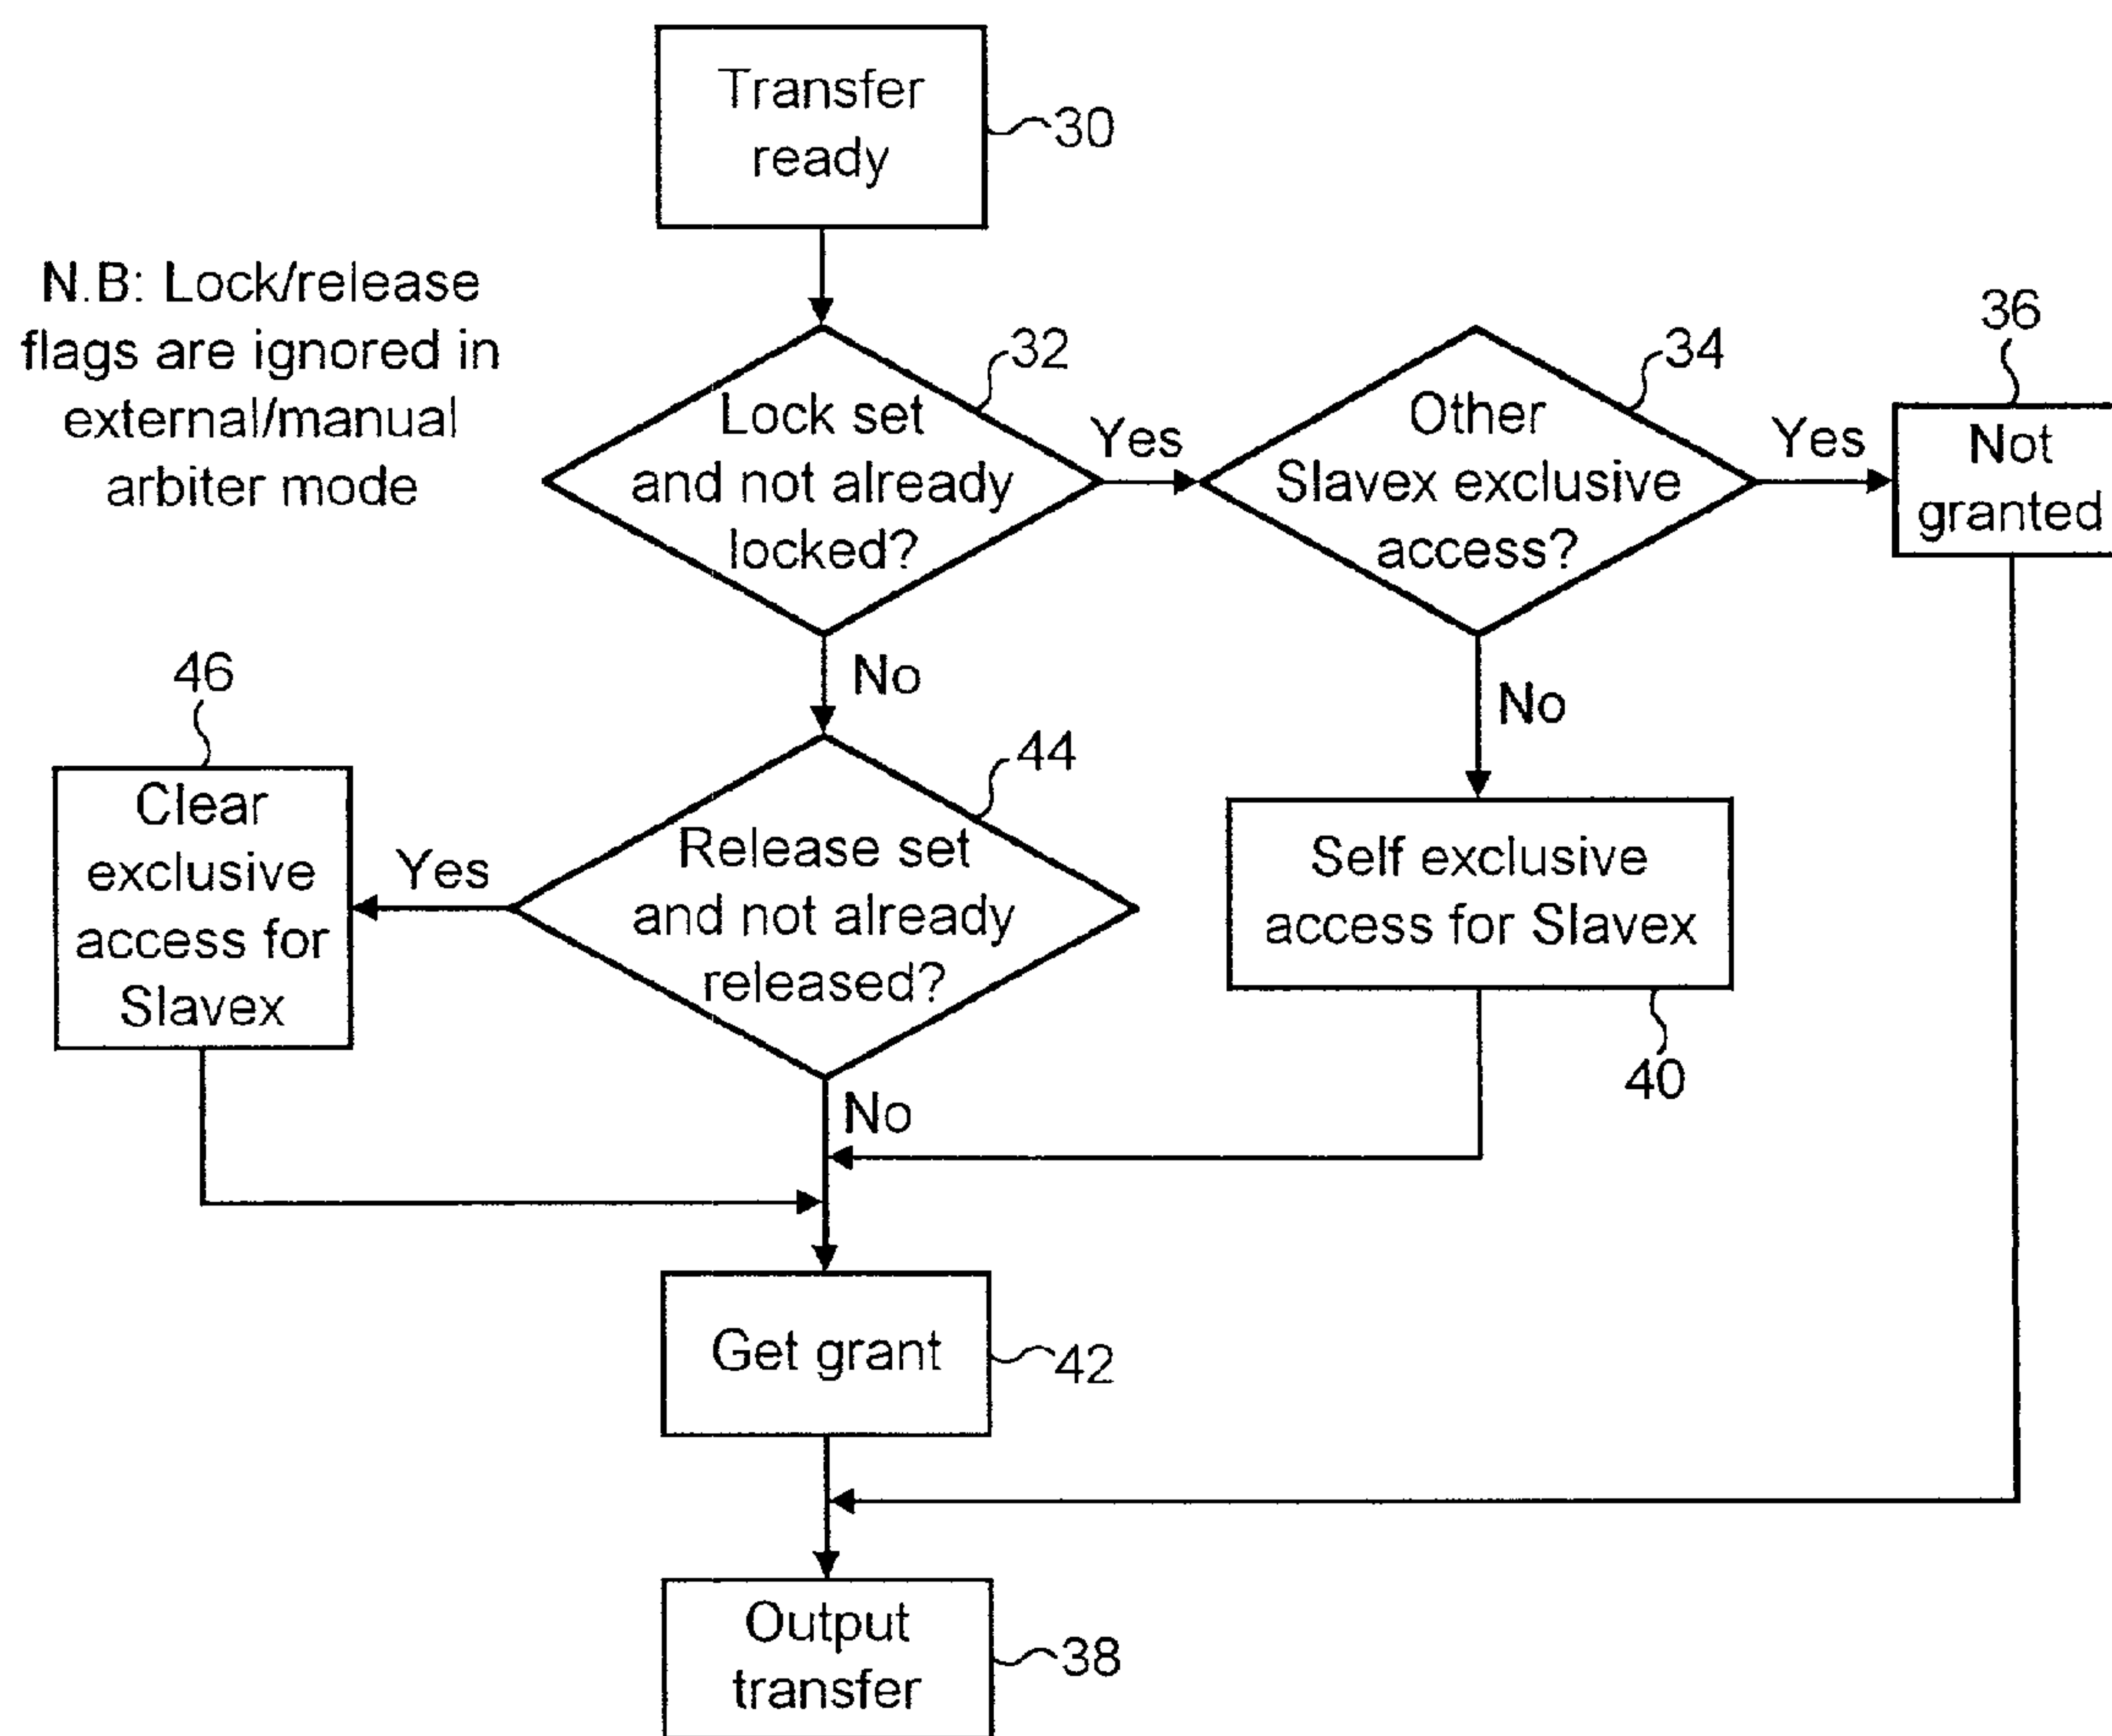 Transfer
ready
30
N.B: Lock/release
flags are ignored in
external/manual
arbiter mode
32
Lock set
and not already
locked?
Yes
34
Other
Slavex exclusive
access?
Yes
36
Not
granted
No
No
46
Clear
exclusive
access for
Slavex
Yes
44
Release set
and not already
released?
Self exclusive
access for Slavex
40
No
Get grant
42
Output
transfer
38